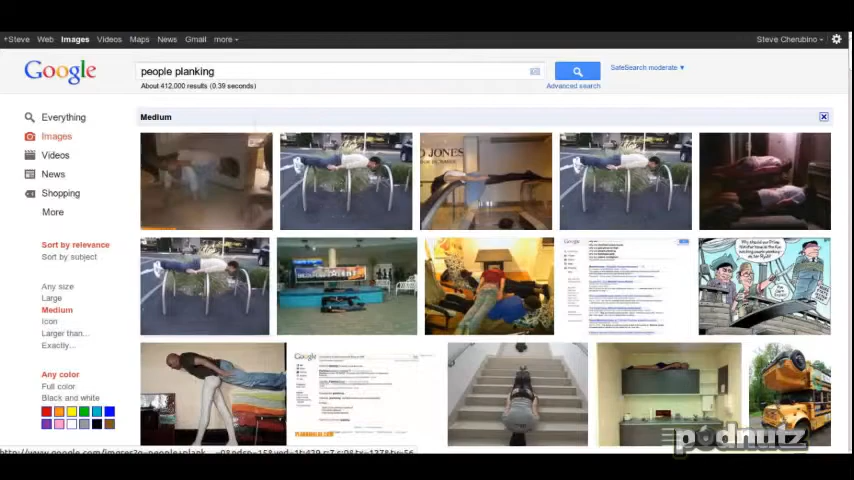 +Steve Web Images Videos Maps News Gmail more
Steve Cherubino
Google
people planking
SafeSearch moderate
About 412,000 results (0.39 seconds)
Advanced search
Everything
Images
Videos
News
Shopping
More
Sort by relevance
Sort by subject
Any size
Large
Medium
Icon
Larger than...
Exactly...
Any color
Full color
Black and white
Medium
JONES
Google
podnutz